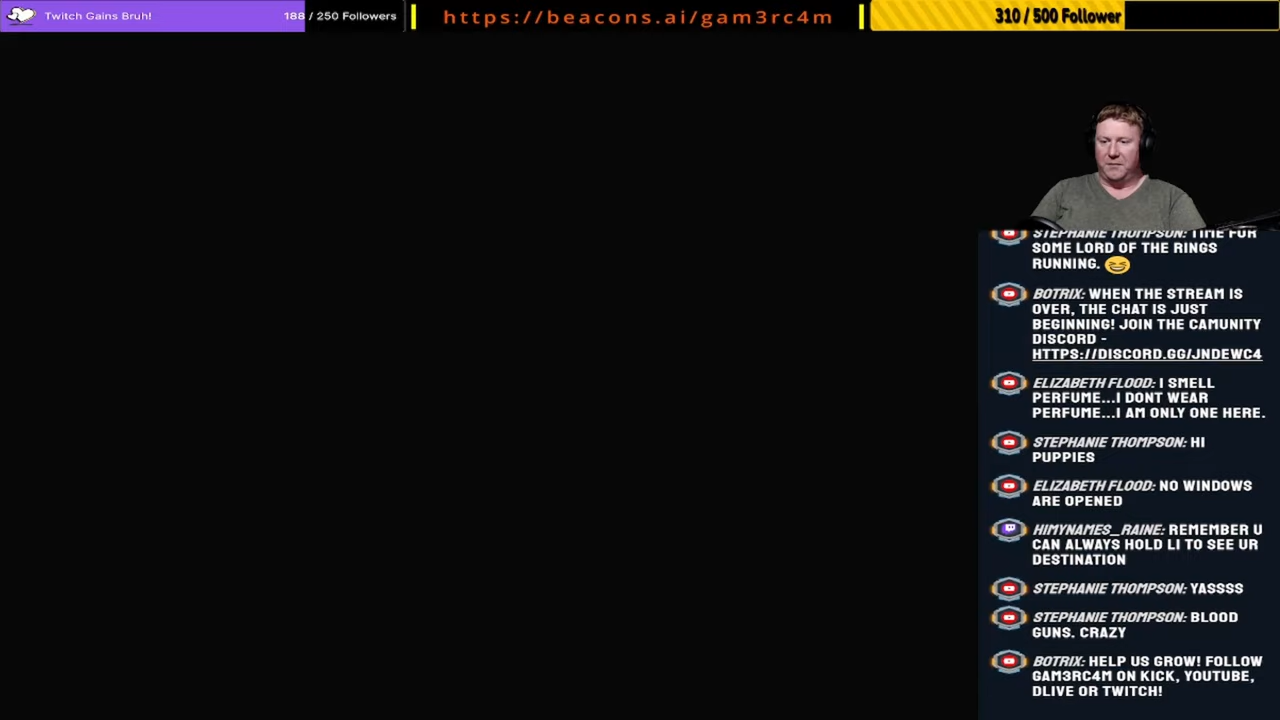 Twitch Gains Bruh! 188 / 250 Followers
https://beacons.ai/gam3rc4m
310 / 500 Follower
STEPHANIE THOMPSON: TIME FOR
SOME LORD OF THE RINGS
RUNNING. 😆
BOTRIX: WHEN THE STREAM IS
OVER, THE CHAT IS JUST
BEGINNING! JOIN THE CAMUNITY
DISCORD -
HTTPS://DISCORD.GG/JNDEWC4
ELIZABETH FLOOD: I SMELL
PERFUME...I DONT WEAR
PERFUME...I AM ONLY ONE HERE.
STEPHANIE THOMPSON: HI
PUPPIES
ELIZABETH FLOOD: NO WINDOWS
ARE OPENED
HIMYNAMES_RAINE: REMEMBER U
CAN ALWAYS HOLD LI TO SEE UR
DESTINATION
STEPHANIE THOMPSON: YASSSS
STEPHANIE THOMPSON: BLOOD
GUNS. CRAZY
BOTRIX: HELP US GROW! FOLLOW
GAM3RC4M ON KICK, YOUTUBE,
DLIVE OR TWITCH!